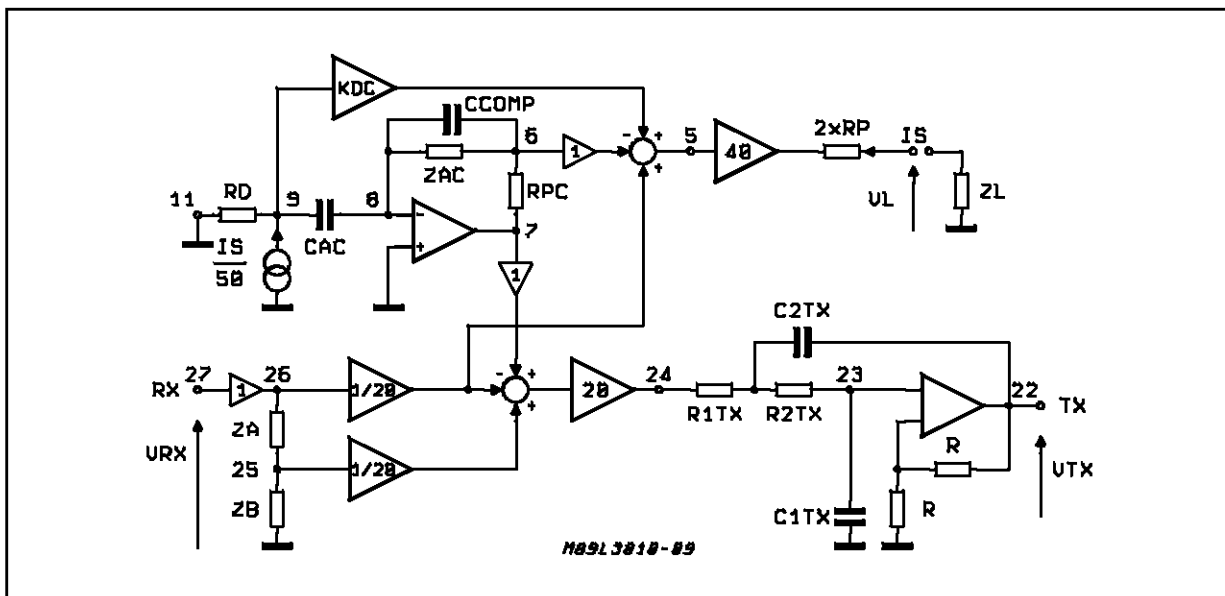 KDC
CCOMP
6
1
- +
+
5
40
2xRP
IS
ZAC
RPC
VL
ZL
11
RD
9
8
-
+
7
CAC
IS
50
1
C2TX
RX
27
1
26
1/20
- +
+
20
24
R1TX
R2TX
23
22
TX
ZA
VRX
25
1/20
R
VTX
ZB
C1TX
R
M89L3010-09